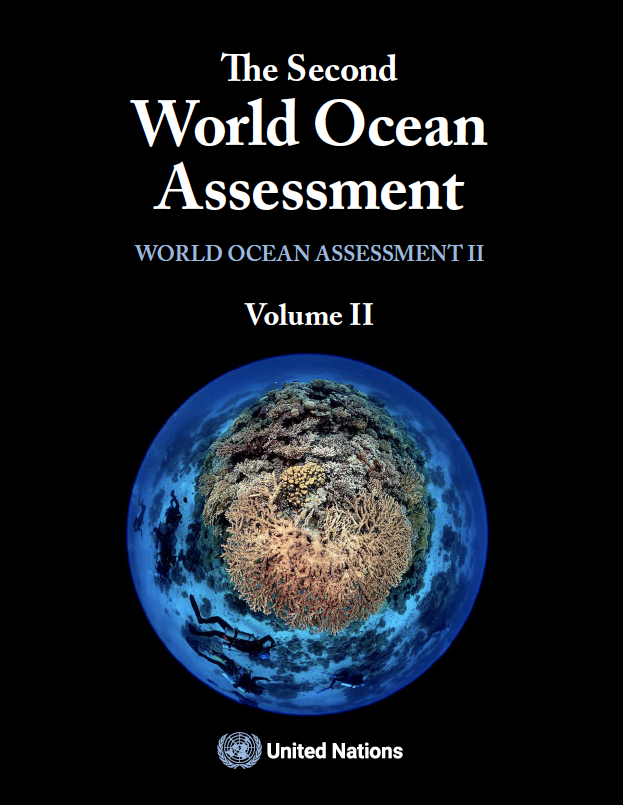 The Second
World Ocean
Assessment
WORLD OCEAN ASSESSMENT II
Volume II
United Nations